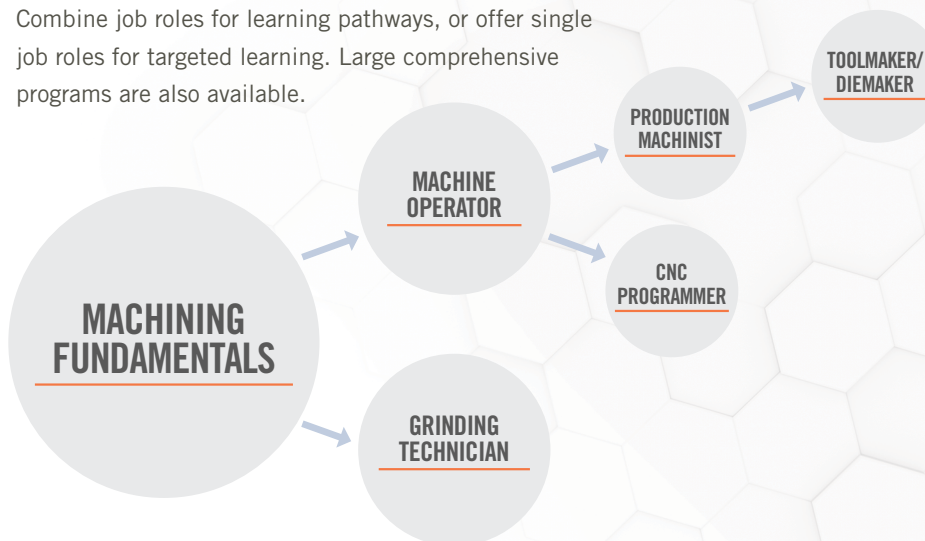 Combine job roles for learning pathways, or offer single
job roles for targeted learning. Large comprehensive
programs are also available.
TOOLMAKER/
DIEMAKER
PRODUCTION
MACHINIST
MACHINE
OPERATOR
CNC
PROGRAMMER
MACHINING
FUNDAMENTALS
GRINDING
TECHNICIAN